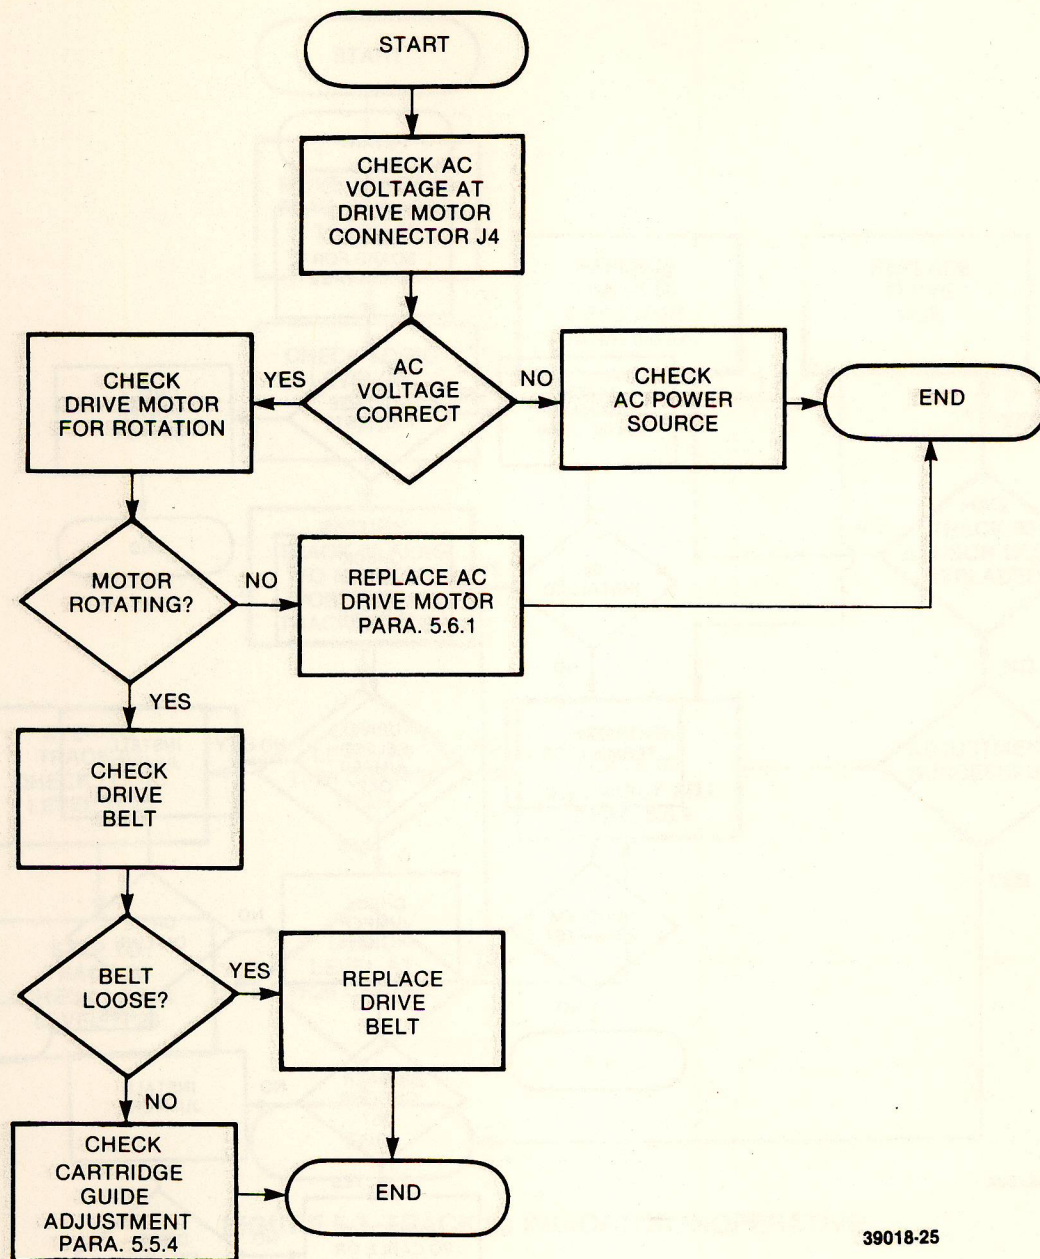 START
CHECK AC
VOLTAGE AT
DRIVE MOTOR
CONNECTOR J4
AC
VOLTAGE
CORRECT
YES
NO
CHECK
DRIVE MOTOR
FOR ROTATION
CHECK
AC POWER
SOURCE
END
MOTOR
ROTATING?
NO
REPLACE AC
DRIVE MOTOR
PARA. 5.6.1
YES
CHECK
DRIVE
BELT
BELT
LOOSE?
YES
REPLACE
DRIVE
BELT
NO
CHECK
CARTRIDGE
GUIDE
ADJUSTMENT
PARA. 5.5.4
END
39018-25